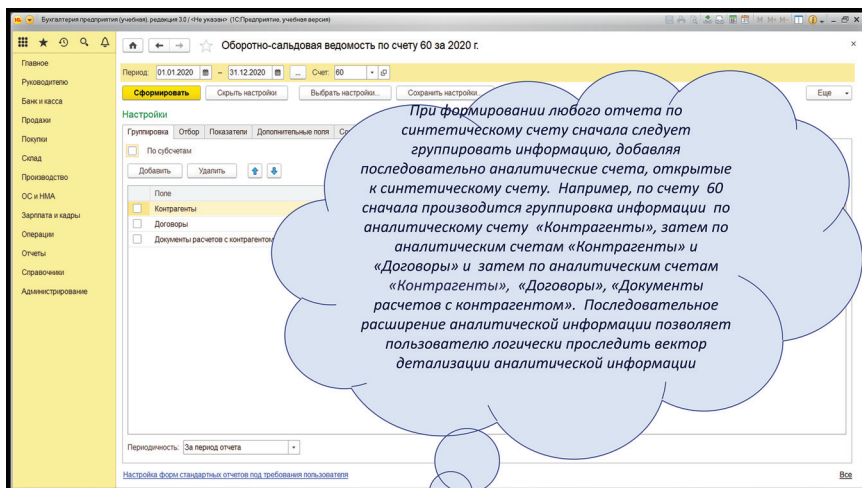 Бухгалтерия предприятия (учебная), редакция 3.0 / <Не указан> (1С:Предприятие, учебная версия)
M M+ M-
Главное
Руководителю
Банк и касса
Продажи
Покупки
Склад
Производство
ОС и НМА
Зарплата и кадры
Операции
Отчеты
Справочники
Администрирование
Оборотно-сальдовая ведомость по счету 60 за 2020 г.
Период: 01.01.2020 – 31.12.2020 ... Счет: 60
Сформировать Скрыть настройки Выбрать настройки... Сохранить настройки... Еще
Настройки
Группировка Отбор Показатели Дополнительные поля Со
По субсчетам
Добавить Удалить
Поле
Контрагенты
Договоры
Документы расчетов с контрагентом
При формировании любого отчета по
синтетическому счету сначала следует
группировать информацию, добавляя
последовательно аналитические счета, открытые
к синтетическому счету. Например, по счету 60
сначала производится группировка информации по
аналитическому счету «Контрагенты», затем по
аналитическим счетам «Контрагенты» и
«Договоры» и затем по аналитическим счетам
«Контрагенты», «Договоры», «Документы
расчетов с контрагентом». Последовательное
расширение аналитической информации позволяет
пользователю логически проследить вектор
детализации аналитической информации
Периодичность: За период отчета
Настройка форм стандартных отчетов под требования пользователя
Все